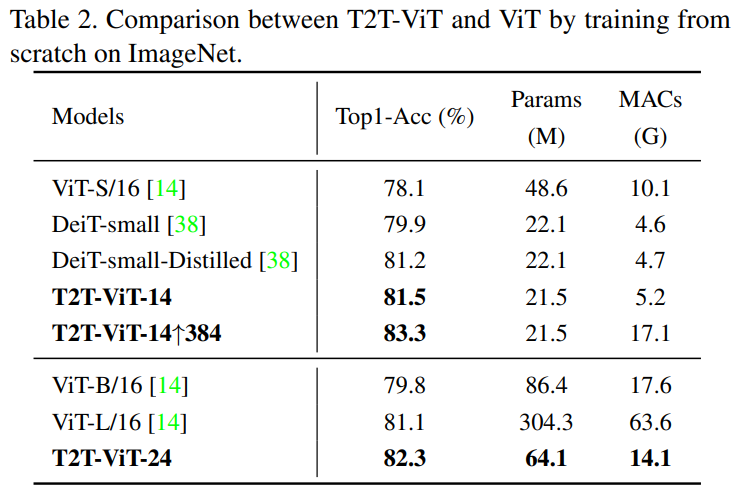 Table 2. Comparison between T2T-ViT and ViT by training from
scratch on ImageNet.
Models Top1-Acc (%) Params (M) MACs (G)
ViT-S/16 [14] 78.1 48.6 10.1
DeiT-small [38] 79.9 22.1 4.6
DeiT-small-Distilled [38] 81.2 22.1 4.7
T2T-ViT-14 81.5 21.5 5.2
T2T-ViT-14↑384 83.3 21.5 17.1
ViT-B/16 [14] 79.8 86.4 17.6
ViT-L/16 [14] 81.1 304.3 63.6
T2T-ViT-24 82.3 64.1 14.1